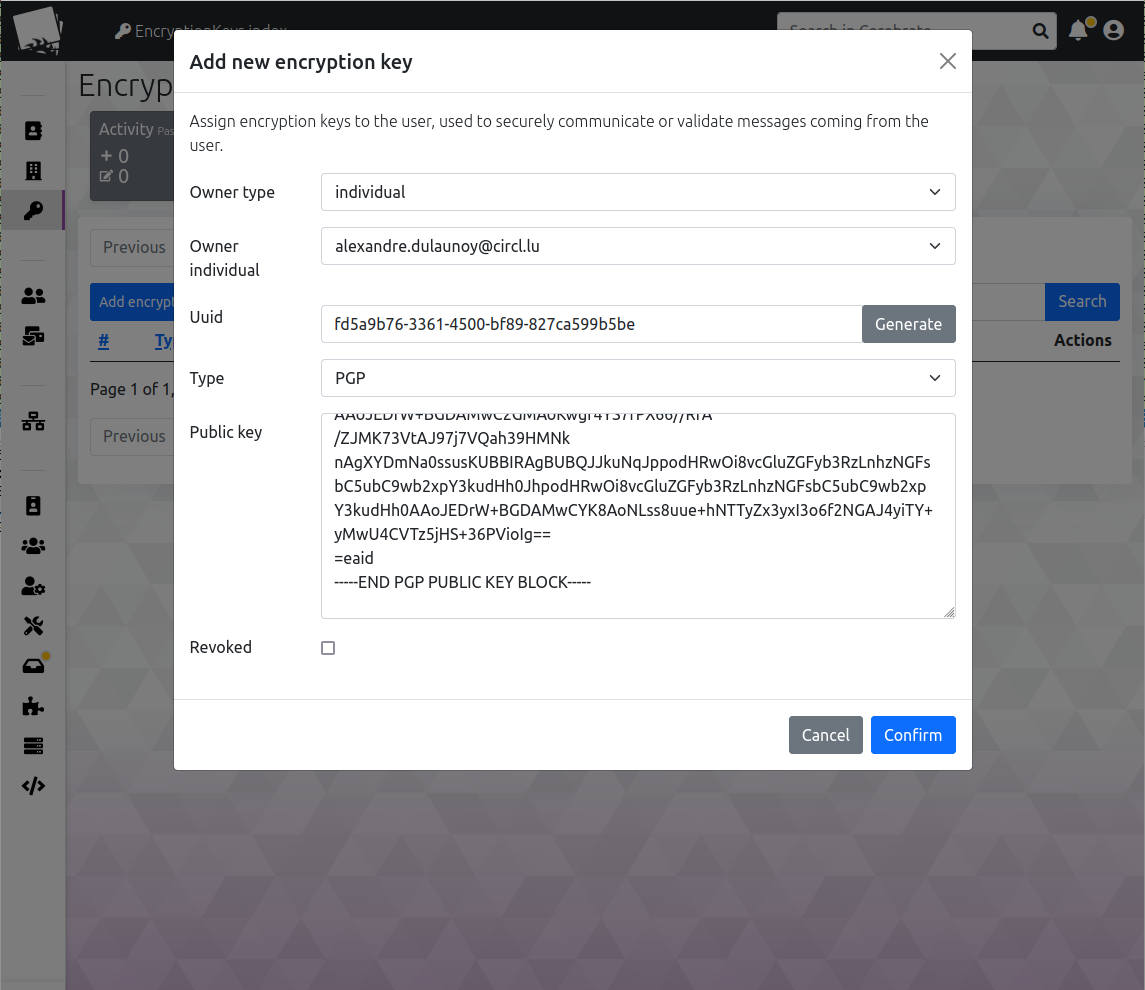 EncryptionKeys index
Search in Cerebrate
Encryp
Activity Pas
0
0
Previous
Add encrypt
Search
# Ty
Actions
Page 1 of 1,
Previous
Add new encryption key
Assign encryption keys to the user, used to securely communicate or validate messages coming from the
user.
Owner type
individual
Owner
individual
alexandre.dulaunoy@circl.lu
Uuid
fd5a9b76-3361-4500-bf89-827ca599b5be
Generate
Type
PGP
Public key
/ZJMK73VtAJ97j7VQah39HMNk
nAgXYDmNa0ssusKUBBIRAgBUBQJJkuNqJppodHRwOi8vcGluZGFyb3RzLnhzNGFs
bC5ubC9wb2xpY3kudHh0JhpodHRwOi8vcGluZGFyb3RzLnhzNGFsbC5ubC9wb2xp
Y3kudHh0AAoJEDrW+BGDAMwCYK8AoNLss8uue+hNTTyZx3yxI3o6f2NGAJ4yiTY+
yMwU4CVTz5jHS+36PVioIg==
=eaid
-----END PGP PUBLIC KEY BLOCK-----
Revoked
Cancel
Confirm